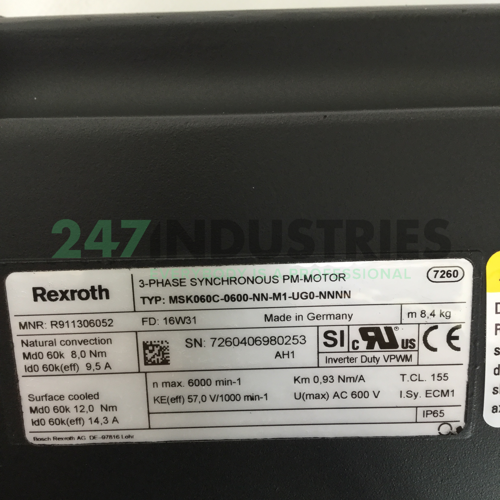 247INDUSTRIES
Rexroth
3-PHASE SYNCHRONOUS PM-MOTOR
7260
TYP: MSK060C-0600-NN-M1-UG0-NNNN
MNR: R911306052
FD: 16W31
Made in Germany
m 8,4 kg
Natural convection
Md0 60k 8,0 Nm
Id0 60k(eff) 9,5 A
SN: 7260406980253
AH1
SI c UR US CE
Inverter Duty VPWM
Surface cooled
Md0 60k 12,0 Nm
Id0 60k(eff) 14,3 A
n max. 6000 min-1
Km 0,93 Nm/A
T.CL. 155
KE(eff) 57,0 V/1000 min-1
U(max) AC 600 V
I.Sy. ECM1
IP65
Bosch Rexroth AG DE-97816 Lohr